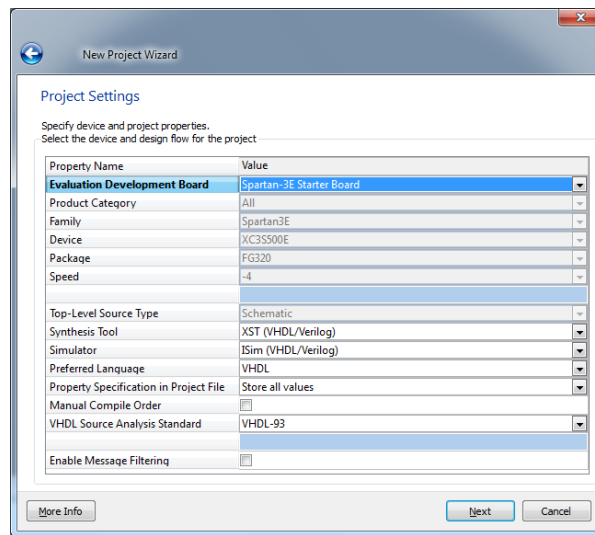 New Project Wizard
Project Settings
Specify device and project properties.
Select the device and design flow for the project
Property Name Value
Evaluation Development Board Spartan-3E Starter Board
Product Category All
Family Spartan3E
Device XC3S500E
Package FG320
Speed -4
Top-Level Source Type Schematic
Synthesis Tool XST (VHDL/Verilog)
Simulator ISim (VHDL/Verilog)
Preferred Language VHDL
Property Specification in Project File Store all values
Manual Compile Order
VHDL Source Analysis Standard VHDL-93
Enable Message Filtering
More Info Next Cancel